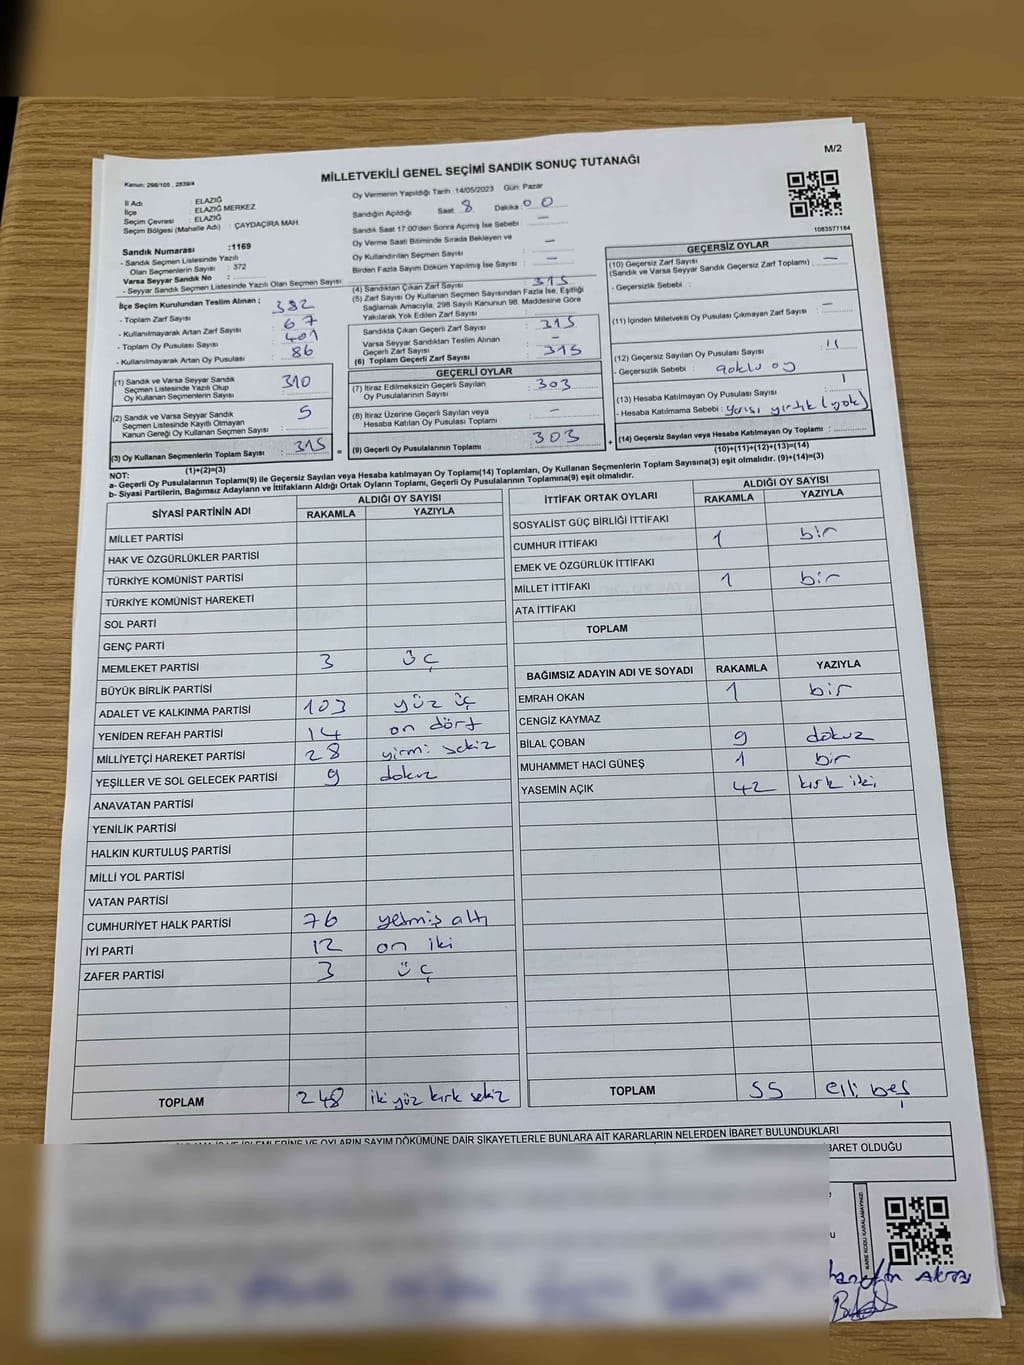 M/2
MİLLETVEKİLİ GENEL SEÇİMİ SANDIK SONUÇ TUTANAĞI
Kanun: 298/105 , 2839/4
İl Adı : ELAZIĞ
İlçe : ELAZIĞ MERKEZ
Seçim Çevresi : ELAZIĞ
Seçim Bölgesi (Mahalle Adı) : ÇAYDAÇIRA MAH.
Sandık Numarası :1169
- Sandık Seçmen Listesinde Yazılı
Olan Seçmenlerin Sayısı : 372
Varsa Seyyar Sandık No :
- Seyyar Sandık Seçmen Listesinde Yazılı Olan Seçmen Sayısı
Oy Vermenin Yapıldığı Tarih :14/05/2023 Gün: Pazar
Sandığın Açıldığı Saat 8 Dakika 00
Sandık Saat 17:00'den Sonra Açılmış İse Sebebi : —
Oy Verme Saati Bitiminde Sırada Bekleyen ve
Oy Kullandırılan Seçmen Sayısı : —
Birden Fazla Sayım Döküm Yapılmış İse Sayısı : —
1083577184
İlçe Seçim Kurulundan Teslim Alınan ;
- Toplam Zarf Sayısı : 382
- Kullanılmayarak Artan Zarf Sayısı : 67
- Toplam Oy Pusulası Sayısı : 401
- Kullanılmayarak Artan Oy Pusulası : 86
(1) Sandık ve Varsa Seyyar Sandık
Seçmen Listesinde Yazılı Olup
Oy Kullanan Seçmenlerin Sayısı : 310
(2) Sandık ve Varsa Seyyar Sandık
Seçmen Listesinde Kayıtlı Olmayan
Kanun Gereği Oy Kullanan Seçmen Sayısı : 5
(3) Oy Kullanan Seçmenlerin Toplam Sayısı : 315
(1)+(2)=(3)
(4) Sandıktan Çıkan Zarf Sayısı : 315
(5) Zarf Sayısı Oy Kullanan Seçmen Sayısından Fazla İse, Eşitliği
Sağlamak Amacıyla, 298 Sayılı Kanunun 98. Maddesine Göre
Yakılarak Yok Edilen Zarf Sayısı :
Sandıkta Çıkan Geçerli Zarf Sayısı : 315
Varsa Seyyar Sandıktan Teslim Alınan
Geçerli Zarf Sayısı : —
(6) Toplam Geçerli Zarf Sayısı : 315
GEÇERLİ OYLAR
(7) İtiraz Edilmeksizin Geçerli Sayılan
Oy Pusulalarının Sayısı : 303
(8) İtiraz Üzerine Geçerli Sayılan veya
Hesaba Katılan Oy Pusulası Toplamı : —
= (9) Geçerli Oy Pusulalarının Toplamı : 303 +
GEÇERSİZ OYLAR
(10) Geçersiz Zarf Sayısı : —
(Sandık ve Varsa Seyyar Sandık Geçersiz Zarf Toplamı)
- Geçersizlik Sebebi :
(11) İçinden Milletvekili Oy Pusulası Çıkmayan Zarf Sayısı : —
(12) Geçersiz Sayılan Oy Pusulası Sayısı : 11
- Geçersizlik Sebebi : çoklu oy
(13) Hesaba Katılmayan Oy Pusulası Sayısı : 1
- Hesaba Katılmama Sebebi : yarısı yırtık (yok)
(14) Geçersiz Sayılan veya Hesaba Katılmayan Oy Toplamı :
(10)+(11)+(12)+(13)=(14)
NOT:
a- Geçerli Oy Pusulalarının Toplamı(9) ile Geçersiz Sayılan veya Hesaba katılmayan Oy Toplamı(14) Toplamları, Oy Kullanan Seçmenlerin Toplam Sayısına(3) eşit olmalıdır. (9)+(14)=(3)
b- Siyasi Partilerin, Bağımsız Adayların ve İttifakların Aldığı Ortak Oyların Toplamı, Geçerli Oy Pusulalarının Toplamına(9) eşit olmalıdır.
SİYASİ PARTİNİN ADI ALDIĞI OY SAYISI
RAKAMLA YAZIYLA
MİLLET PARTİSİ
HAK VE ÖZGÜRLÜKLER PARTİSİ
TÜRKİYE KOMÜNİST PARTİSİ
TÜRKİYE KOMÜNİST HAREKETİ
SOL PARTİ
GENÇ PARTİ
MEMLEKET PARTİSİ 3 üç
BÜYÜK BİRLİK PARTİSİ
ADALET VE KALKINMA PARTİSİ 103 yüz üç
YENİDEN REFAH PARTİSİ 14 on dört
MİLLİYETÇİ HAREKET PARTİSİ 28 yirmi sekiz
YEŞİLLER VE SOL GELECEK PARTİSİ 9 dokuz
ANAVATAN PARTİSİ
YENİLİK PARTİSİ
HALKIN KURTULUŞ PARTİSİ
MİLLİ YOL PARTİSİ
VATAN PARTİSİ
CUMHURİYET HALK PARTİSİ 76 yetmiş altı
İYİ PARTİ 12 on iki
ZAFER PARTİSİ 3 üç
TOPLAM 248 iki yüz kırk sekiz
İTTİFAK ORTAK OYLARI ALDIĞI OY SAYISI
RAKAMLA YAZIYLA
SOSYALİST GÜÇ BİRLİĞİ İTTİFAKI
CUMHUR İTTİFAKI 1 bir
EMEK VE ÖZGÜRLÜK İTTİFAKI
MİLLET İTTİFAKI 1 bir
ATA İTTİFAKI
TOPLAM
BAĞIMSIZ ADAYIN ADI VE SOYADI RAKAMLA YAZIYLA
EMRAH OKAN 1 bir
CENGİZ KAYMAZ
BİLAL ÇOBAN 9 dokuz
MUHAMMET HACİ GÜNEŞ 1 bir
YASEMİN AÇIK 42 kırk iki
TOPLAM 55 elli beş
OYLARIN SAYIM DÖKÜMÜNE DAİR ŞİKAYETLERLE BUNLARA AİT KARARLARIN NELERDEN İBARET BULUNDUKLARI
İBARET OLDUĞU
KARE KODU KARALAMAYINIZ!